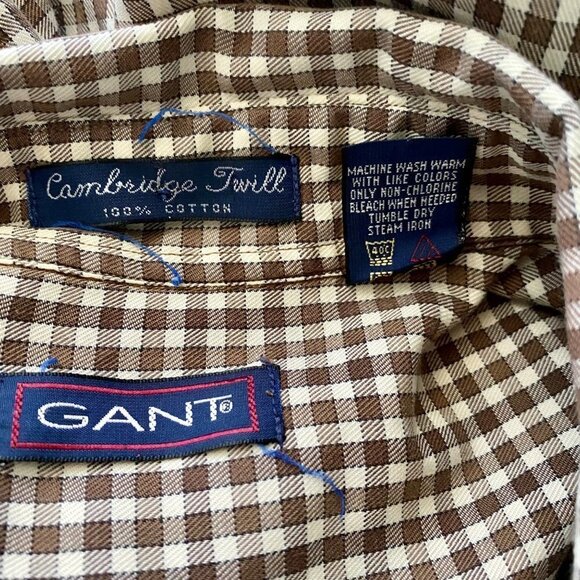 Cambridge Twill
100% COTTON
MACHINE WASH WARM
WITH LIKE COLORS
ONLY NON-CHLORINE
BLEACH WHEN NEEDED
TUMBLE DRY
STEAM IRON
40C
GANT®